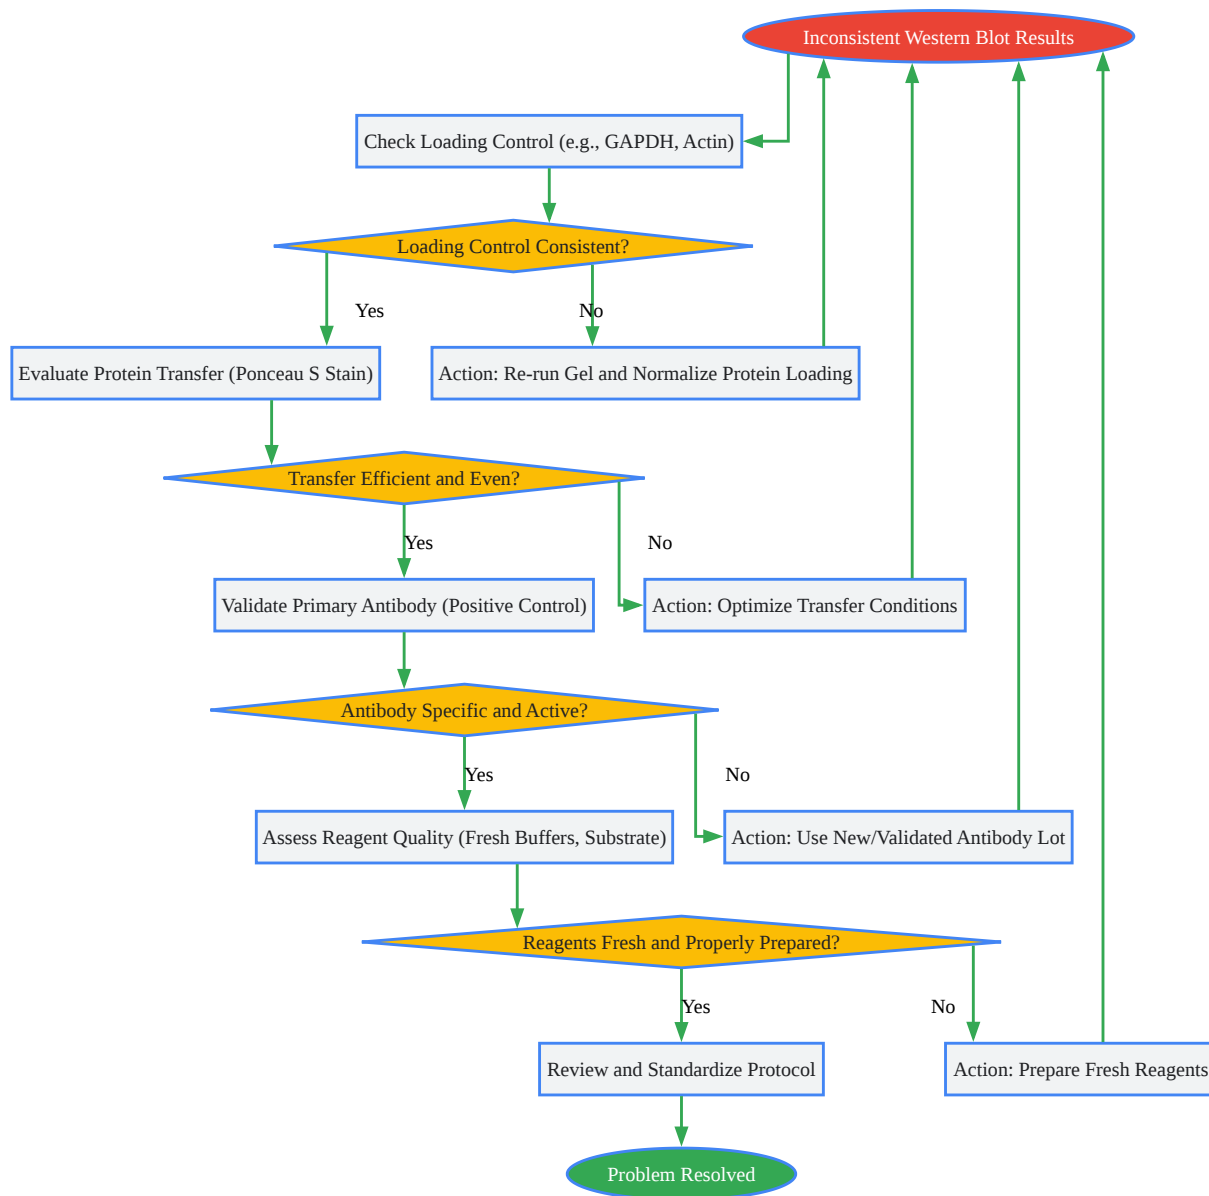 Inconsistent Western Blot Results
Check Loading Control (e.g., GAPDH, Actin)
Loading Control Consistent?
Yes
No
Evaluate Protein Transfer (Ponceau S Stain)
Action: Re-run Gel and Normalize Protein Loading
Transfer Efficient and Even?
Yes
No
Validate Primary Antibody (Positive Control)
Action: Optimize Transfer Conditions
Antibody Specific and Active?
Yes
No
Assess Reagent Quality (Fresh Buffers, Substrate)
Action: Use New/Validated Antibody Lot
Reagents Fresh and Properly Prepared?
Yes
No
Review and Standardize Protocol
Action: Prepare Fresh Reagents
Problem Resolved